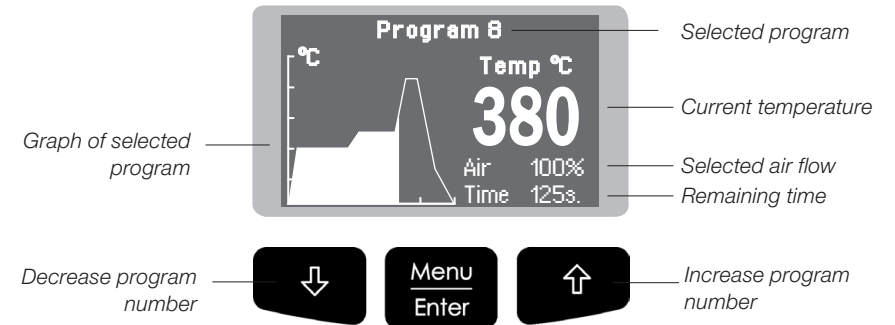 Program 8
Selected program
°C
Temp °C
380
Current temperature
Graph of selected
program
Air 100%
Selected air flow
Time 125s.
Remaining time
Decrease program
number
Menu
Enter
Increase program
number